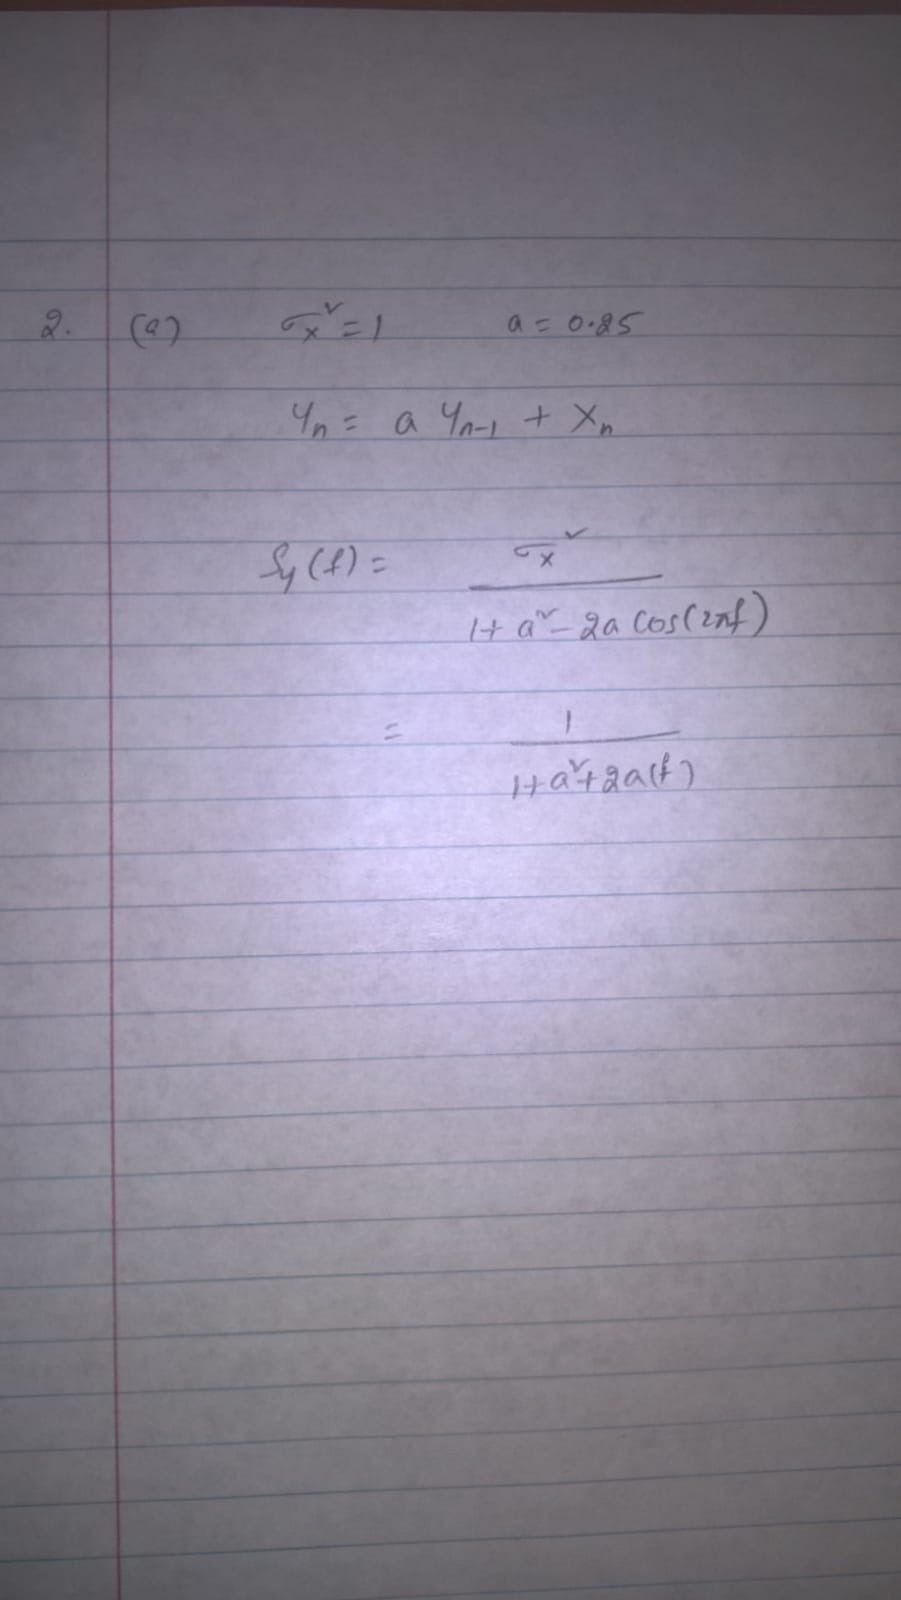 2. (a) σx² = 1 a = 0.25
Yn = a Yn-1 + Xn
Sy(f) = σx² / 1 + a² - 2a cos(2πf)
= 1 / 1 + a² + 2a(f)